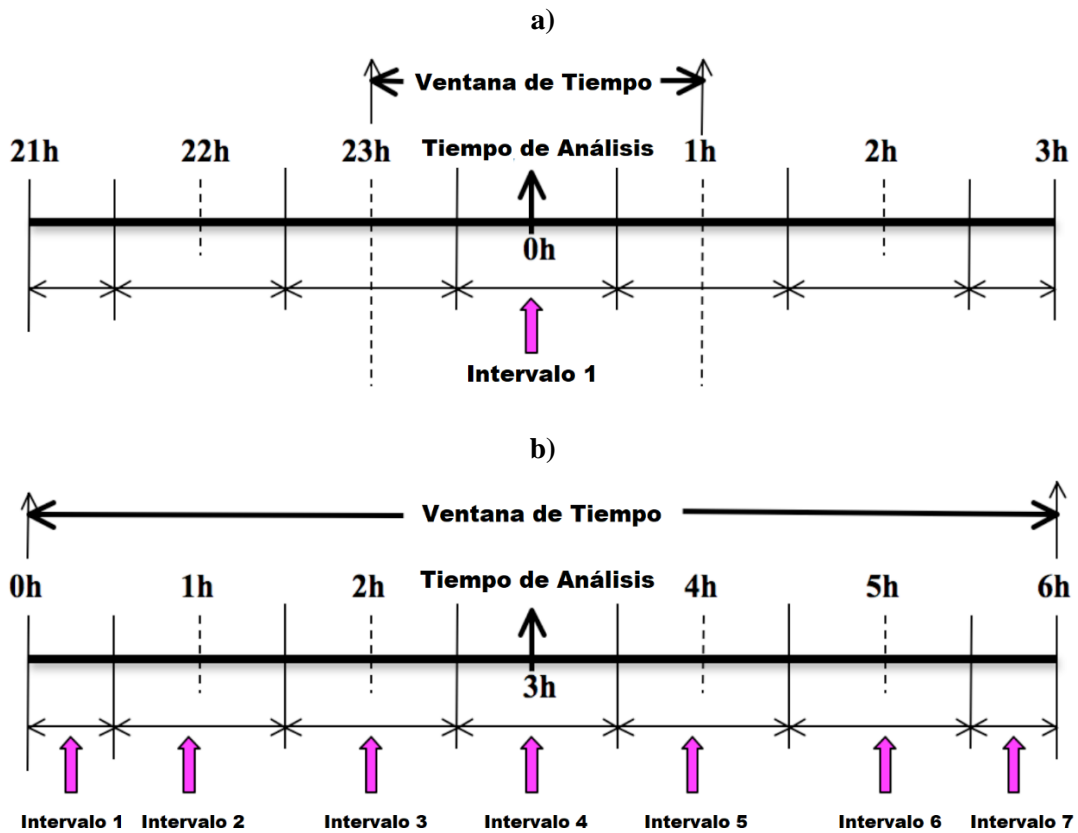 a)
Ventana de Tiempo
21h 22h 23h Tiempo de Análisis 1h 2h 3h
0h
Intervalo 1
b)
Ventana de Tiempo
0h 1h 2h Tiempo de Análisis 4h 5h 6h
3h
Intervalo 1 Intervalo 2 Intervalo 3 Intervalo 4 Intervalo 5 Intervalo 6 Intervalo 7